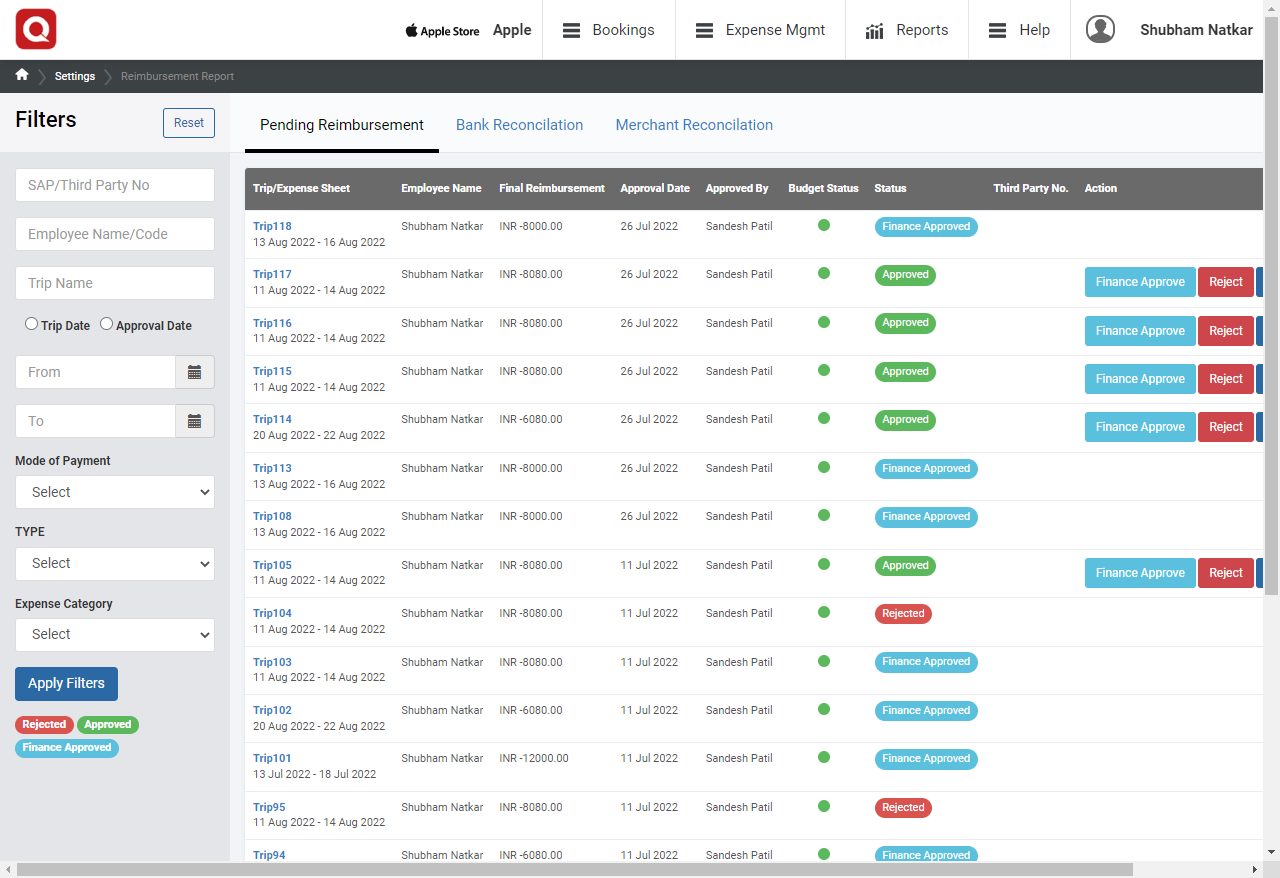 Apple Store Apple Bookings Expense Mgmt Reports Help Shubham Natkar
Settings Reimbursement Report
Filters Reset
SAP/Third Party No
Employee Name/Code
Trip Name
Trip Date Approval Date
From
To
Mode of Payment
Select
TYPE
Select
Expense Category
Select
Apply Filters
Rejected Approved
Finance Approved
Pending Reimbursement Bank Reconcilation Merchant Reconcilation
Trip/Expense Sheet Employee Name Final Reimbursement Approval Date Approved By Budget Status Status Third Party No. Action
Trip118 Shubham Natkar INR -8000.00 26 Jul 2022 Sandesh Patil Finance Approved
13 Aug 2022 - 16 Aug 2022
Trip117 Shubham Natkar INR -8080.00 26 Jul 2022 Sandesh Patil Approved Finance Approve Reject
11 Aug 2022 - 14 Aug 2022
Trip116 Shubham Natkar INR -8080.00 26 Jul 2022 Sandesh Patil Approved Finance Approve Reject
11 Aug 2022 - 14 Aug 2022
Trip115 Shubham Natkar INR -8080.00 26 Jul 2022 Sandesh Patil Approved Finance Approve Reject
11 Aug 2022 - 14 Aug 2022
Trip114 Shubham Natkar INR -6080.00 26 Jul 2022 Sandesh Patil Approved Finance Approve Reject
20 Aug 2022 - 22 Aug 2022
Trip113 Shubham Natkar INR -8000.00 26 Jul 2022 Sandesh Patil Finance Approved
13 Aug 2022 - 16 Aug 2022
Trip108 Shubham Natkar INR -8000.00 26 Jul 2022 Sandesh Patil Finance Approved
13 Aug 2022 - 16 Aug 2022
Trip105 Shubham Natkar INR -8080.00 11 Jul 2022 Sandesh Patil Approved Finance Approve Reject
11 Aug 2022 - 14 Aug 2022
Trip104 Shubham Natkar INR -8080.00 11 Jul 2022 Sandesh Patil Rejected
11 Aug 2022 - 14 Aug 2022
Trip103 Shubham Natkar INR -8080.00 11 Jul 2022 Sandesh Patil Finance Approved
11 Aug 2022 - 14 Aug 2022
Trip102 Shubham Natkar INR -6080.00 11 Jul 2022 Sandesh Patil Finance Approved
20 Aug 2022 - 22 Aug 2022
Trip101 Shubham Natkar INR -12000.00 11 Jul 2022 Sandesh Patil Finance Approved
13 Jul 2022 - 18 Jul 2022
Trip95 Shubham Natkar INR -8080.00 11 Jul 2022 Sandesh Patil Rejected
11 Aug 2022 - 14 Aug 2022
Trip94 Shubham Natkar INR -6080.00 11 Jul 2022 Sandesh Patil Finance Approved